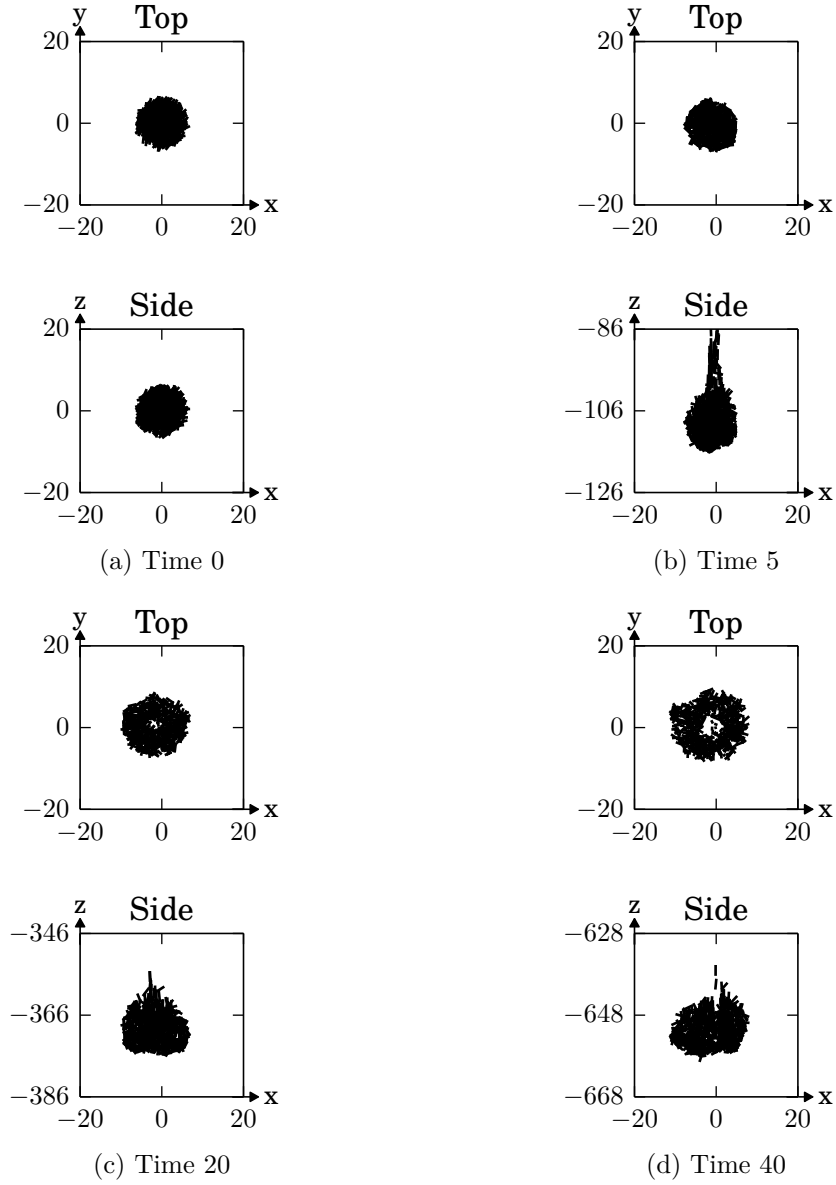 y
Top
20
0
−20
x
−20 0 20
z
Side
20
0
−20
x
−20 0 20
(a) Time 0
y
Top
20
0
−20
x
−20 0 20
z
Side
−86
−106
−126
x
−20 0 20
(b) Time 5
y
Top
20
0
−20
x
−20 0 20
z
Side
−346
−366
−386
x
−20 0 20
(c) Time 20
y
Top
20
0
−20
x
−20 0 20
z
Side
−628
−648
−668
x
−20 0 20
(d) Time 40